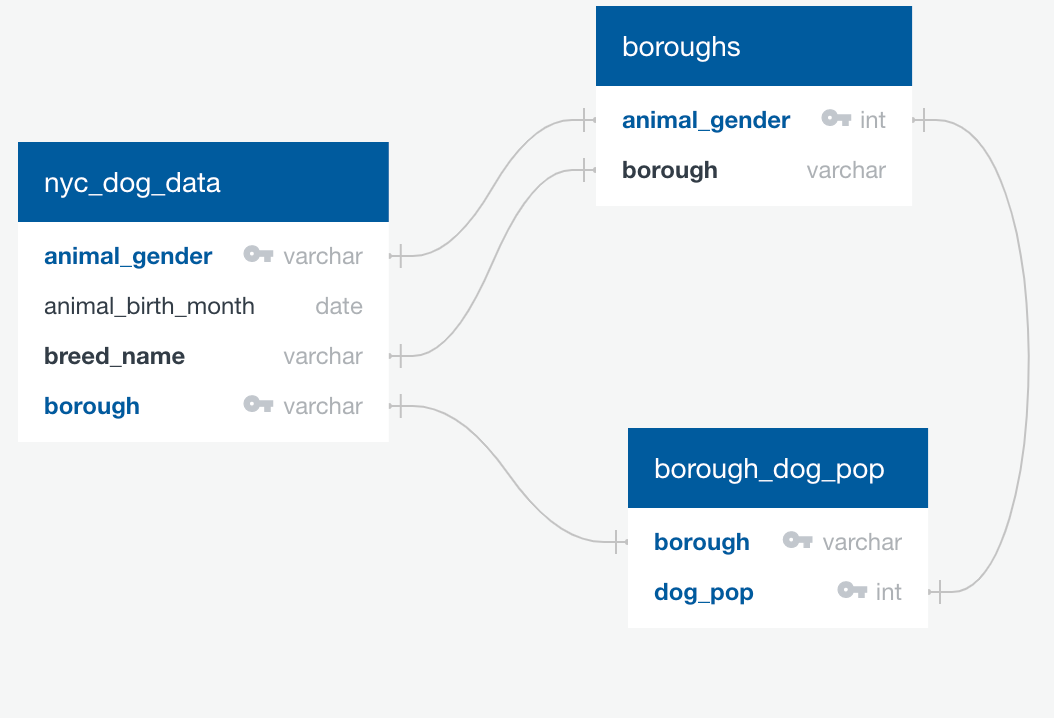 boroughs
animal_gender int
borough varchar
nyc_dog_data
animal_gender varchar
animal_birth_month date
breed_name varchar
borough varchar
borough_dog_pop
borough varchar
dog_pop int